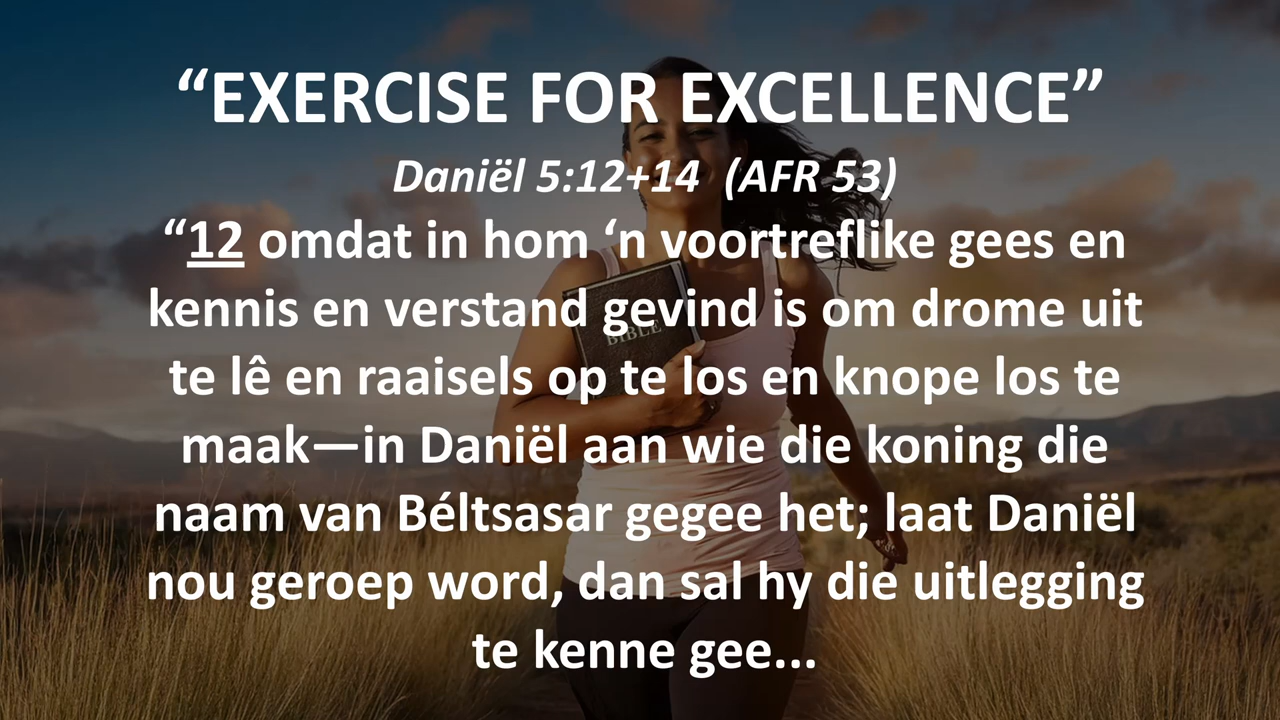 “EXERCISE FOR EXCELLENCE”
Daniël 5:12+14 (AFR 53)
“12 omdat in hom ‘n voortreflike gees en
kennis en verstand gevind is om drome uit
te lê en raaisels op te los en knope los te
maak—in Daniël aan wie die koning die
naam van Béltsasar gegee het; laat Daniël
nou geroep word, dan sal hy die uitlegging
te kenne gee...
BIBLE